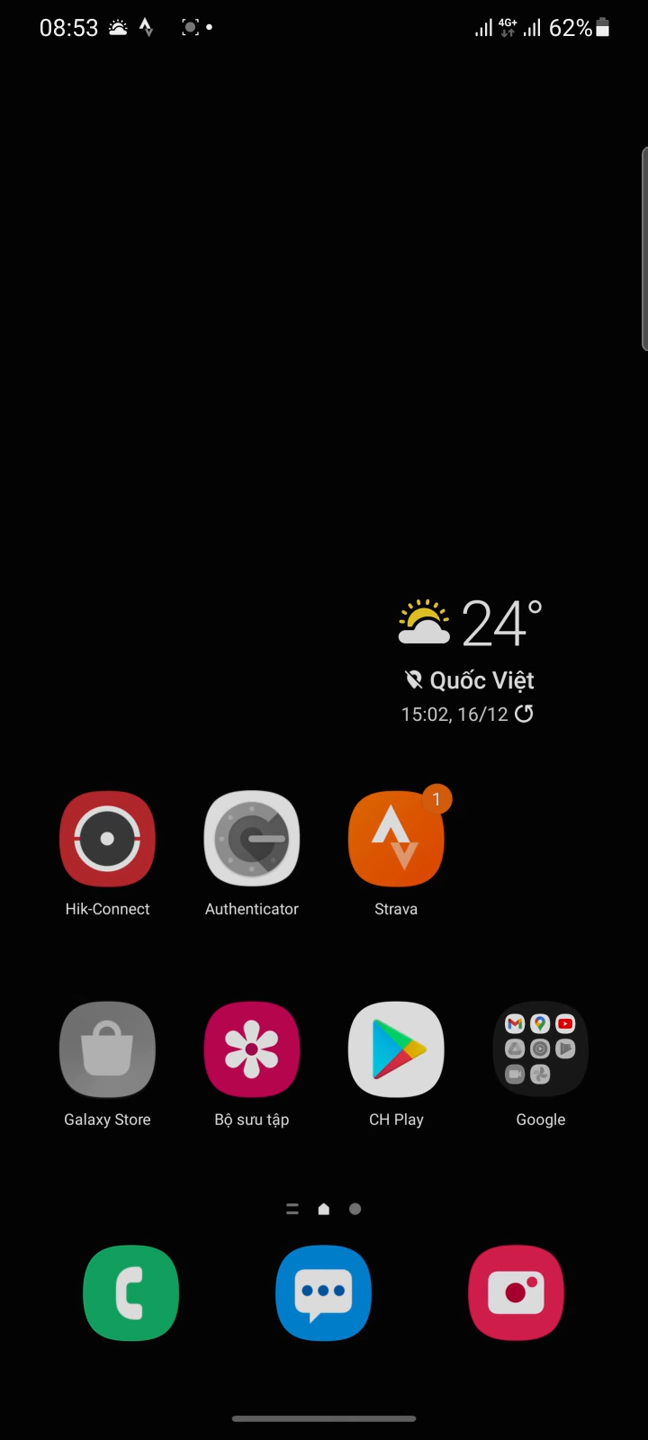 08:53
4G+
62%
24°
Quốc Việt
15:02, 16/12
1
Hik-Connect
Authenticator
Strava
Galaxy Store
Bộ sưu tập
CH Play
Google